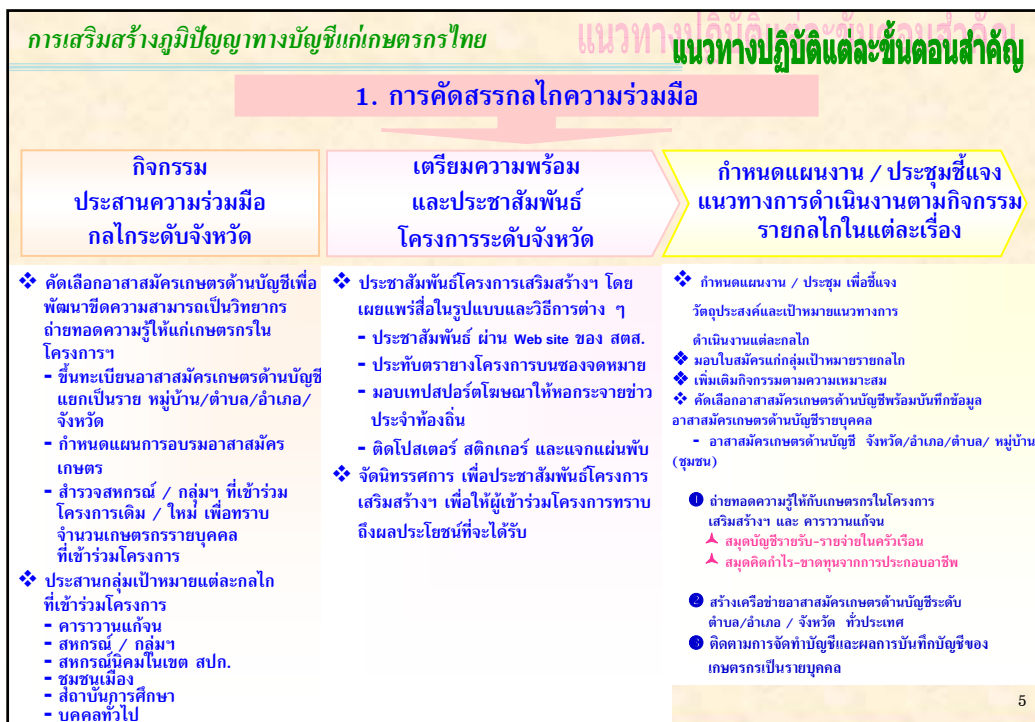 การเสริมสร้างภูมิปัญญาทางบัญชีแก่เกษตรกรไทย
แนวทางปฏิบัติแต่ละขั้นตอนสำคัญ
1. การคัดสรรกลไกความร่วมมือ
กิจกรรม
ประสานความร่วมมือ
กลไกระดับจังหวัด
❖ คัดเลือกอาสาสมัครเกษตรด้านบัญชีเพื่อ
พัฒนาขีดความสามารถเป็นวิทยากร
ถ่ายทอดความรู้ให้แก่เกษตรกรใน
โครงการฯ
- ขึ้นทะเบียนอาสาสมัครเกษตรด้านบัญชี
แยกเป็นราย หมู่บ้าน/ตำบล/อำเภอ/
จังหวัด
- กำหนดแผนการอบรมอาสาสมัคร
เกษตร
- สำรวจสหกรณ์ / กลุ่มฯ ที่เข้าร่วม
โครงการเดิม / ใหม่ เพื่อทราบ
จำนวนเกษตรกรรายบุคคล
ที่เข้าร่วมโครงการ
❖ ประสานกลุ่มเป้าหมายแต่ละกลไก
ที่เข้าร่วมโครงการ
- คาราวานแก้จน
- สหกรณ์ / กลุ่มฯ
- สหกรณ์นิคมในเขต สปก.
- ชุมชนเมือง
- สถาบันการศึกษา
- บุคคลทั่วไป
เตรียมความพร้อม
และประชาสัมพันธ์
โครงการระดับจังหวัด
❖ ประชาสัมพันธ์โครงการเสริมสร้างฯ โดย
เผยแพร่สื่อในรูปแบบและวิธีการต่าง ๆ
- ประชาสัมพันธ์ ผ่าน Web site ของ สตส.
- ประทับตรายางโครงการบนซองจดหมาย
- มอบเทปสปอร์ตโฆษณาให้หอกระจายข่าว
ประจำท้องถิ่น
- ติดโปสเตอร์ สติกเกอร์ และแจกแผ่นพับ
❖ จัดนิทรรศการ เพื่อประชาสัมพันธ์โครงการ
เสริมสร้างฯ เพื่อให้ผู้เข้าร่วมโครงการทราบ
ถึงผลประโยชน์ที่จะได้รับ
กำหนดแผนงาน / ประชุมชี้แจง
แนวทางการดำเนินงานตามกิจกรรม
รายกลไกในแต่ละเรื่อง
❖ กำหนดแผนงาน / ประชุม เพื่อชี้แจง
วัตถุประสงค์และเป้าหมายแนวทางการ
ดำเนินงานแต่ละกลไก
❖ มอบใบสมัครแก่กลุ่มเป้าหมายรายกลไก
❖ เพิ่มเติมกิจกรรมตามความเหมาะสม
❖ คัดเลือกอาสาสมัครเกษตรด้านบัญชีพร้อมบันทึกข้อมูล
อาสาสมัครเกษตรด้านบัญชีรายบุคคล
- อาสาสมัครเกษตรด้านบัญชี จังหวัด/อำเภอ/ตำบล/ หมู่บ้าน
(ชุมชน)
❶ ถ่ายทอดความรู้ให้กับเกษตรกรในโครงการ
เสริมสร้างฯ และ คาราวานแก้จน
สมุดบัญชีรายรับ-รายจ่ายในครัวเรือน
สมุดคิดกำไร-ขาดทุนจากการประกอบอาชีพ
❷ สร้างเครือข่ายอาสาสมัครเกษตรด้านบัญชีระดับ
ตำบล/อำเภอ / จังหวัด ทั่วประเทศ
❸ ติดตามการจัดทำบัญชีและผลการบันทึกบัญชีของ
เกษตรกรเป็นรายบุคคล
5